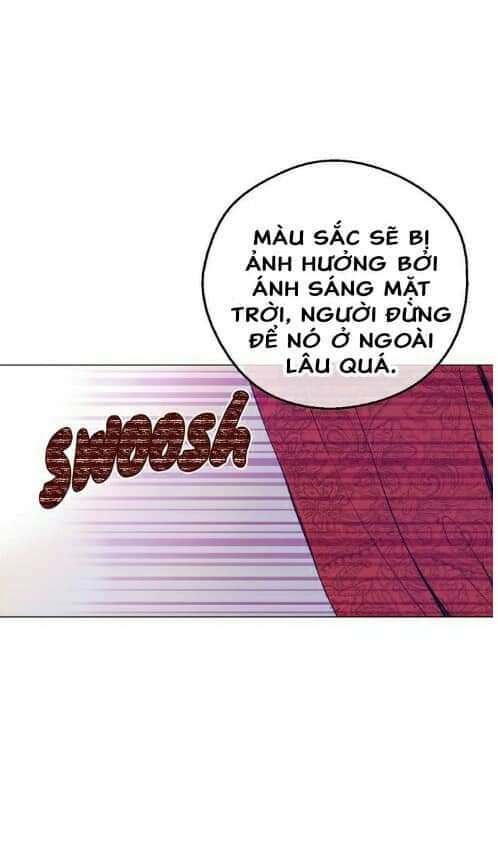 MÀU SẮC SẼ BỊ
ẢNH HƯỞNG BỞI
ÁNH SÁNG MẶT
TRỜI, NGƯỜI ĐỪNG
ĐỂ NÓ Ở NGOÀI
LÂU QUÁ.
SWOOSH